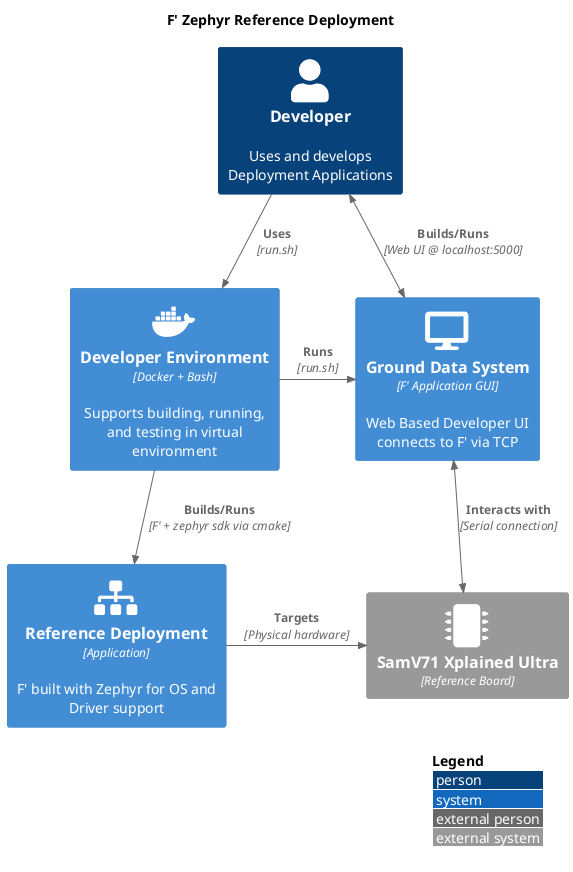 F' Zephyr Reference Deployment
Developer
Uses and develops
Deployment Applications
Uses
[run.sh]
Builds/Runs
[Web UI @ localhost:5000]
Developer Environment
[Docker + Bash]
Supports building, running,
and testing in virtual
environment
Runs
[run.sh]
Ground Data System
[F' Application GUI]
Web Based Developer UI
connects to F' via TCP
Builds/Runs
[F' + zephyr sdk via cmake]
Interacts with
[Serial connection]
Reference Deployment
[Application]
F' built with Zephyr for OS and
Driver support
Targets
[Physical hardware]
SamV71 Xplained Ultra
[Reference Board]
Legend
person
system
external person
external system